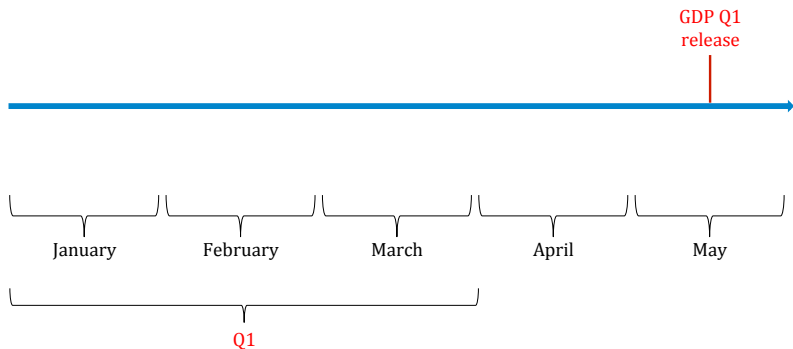 GDP Q1
release
January
February
March
April
May
Q1